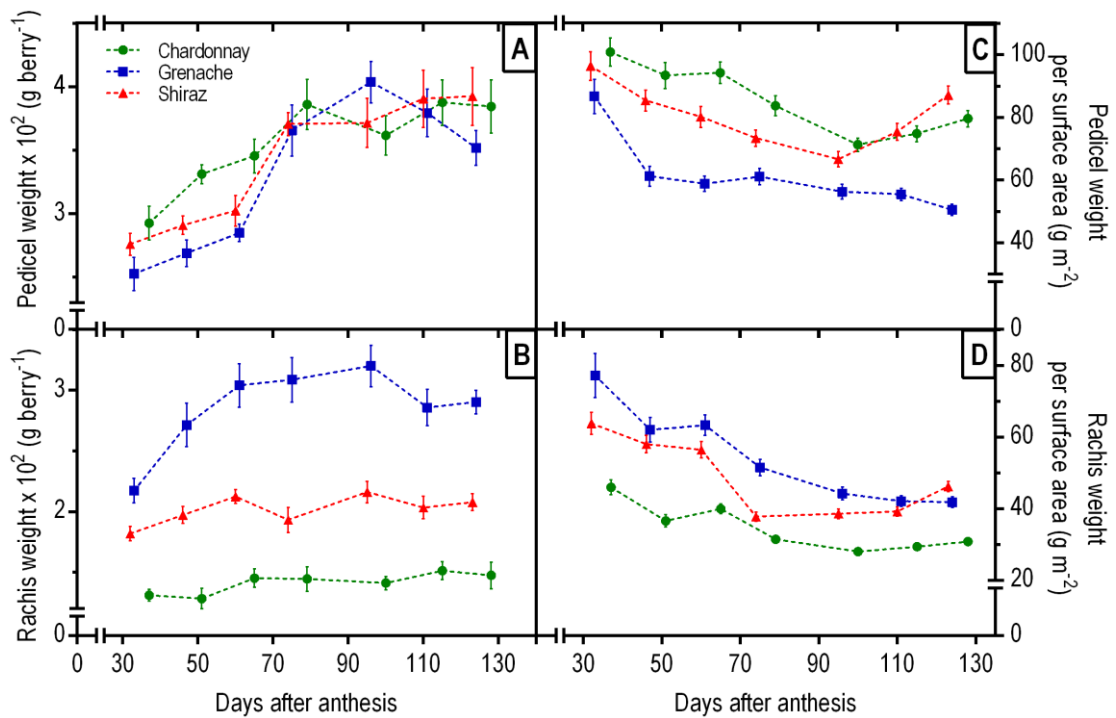 A
Chardonnay
Grenache
Shiraz
4
3
0
Pedicel weight x 10² (g berry⁻¹)
C
100
80
60
40
0
Pedicel weight
per surface area (g m⁻²)
B
3
2
0
Rachis weight x 10² (g berry⁻¹)
D
80
60
40
20
0
Rachis weight
per surface area (g m⁻²)
0 30 50 70 90 110 130
Days after anthesis
30 50 70 90 110 130
Days after anthesis